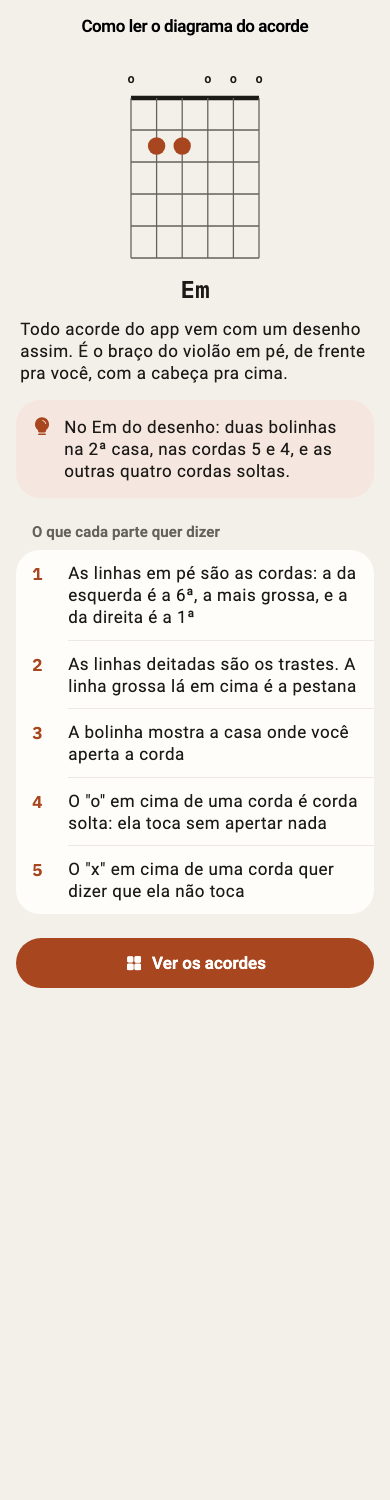 Como ler o diagrama do acorde
o o o o
Em
Todo acorde do app vem com um desenho
assim. É o braço do violão em pé, de frente
pra você, com a cabeça pra cima.
No Em do desenho: duas bolinhas
na 2ª casa, nas cordas 5 e 4, e as
outras quatro cordas soltas.
O que cada parte quer dizer
1 As linhas em pé são as cordas: a da
esquerda é a 6ª, a mais grossa, e a
da direita é a 1ª
2 As linhas deitadas são os trastes. A
linha grossa lá em cima é a pestana
3 A bolinha mostra a casa onde você
aperta a corda
4 O "o" em cima de uma corda é corda
solta: ela toca sem apertar nada
5 O "x" em cima de uma corda quer
dizer que ela não toca
Ver os acordes